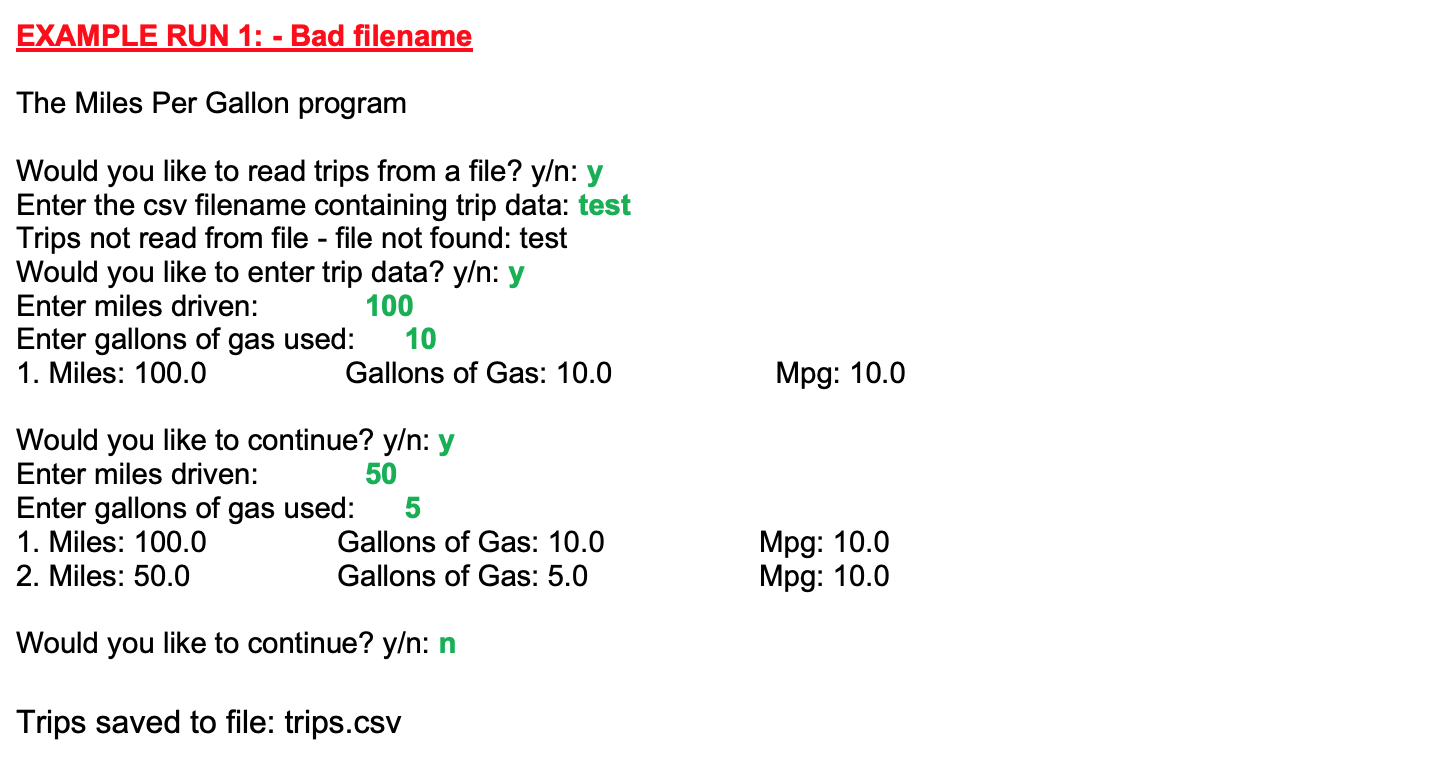 EXAMPLE RUN 1: - Bad filename
The Miles Per Gallon program
Would you like to read trips from a file? y/n: y
Enter the csv filename containing trip data: test
Trips not read from file - file not found: test
Would you like to enter trip data? y/n: y
Enter miles driven: 100
Enter gallons of gas used: 10
1. Miles: 100.0 Gallons of Gas: 10.0 Mpg: 10.0
Would you like to continue? y/n: y
Enter miles driven: 50
Enter gallons of gas used: 5
1. Miles: 100.0 Gallons of Gas: 10.0 Mpg: 10.0
2. Miles: 50.0 Gallons of Gas: 5.0 Mpg: 10.0
Would you like to continue? y/n: n
Trips saved to file: trips.csv